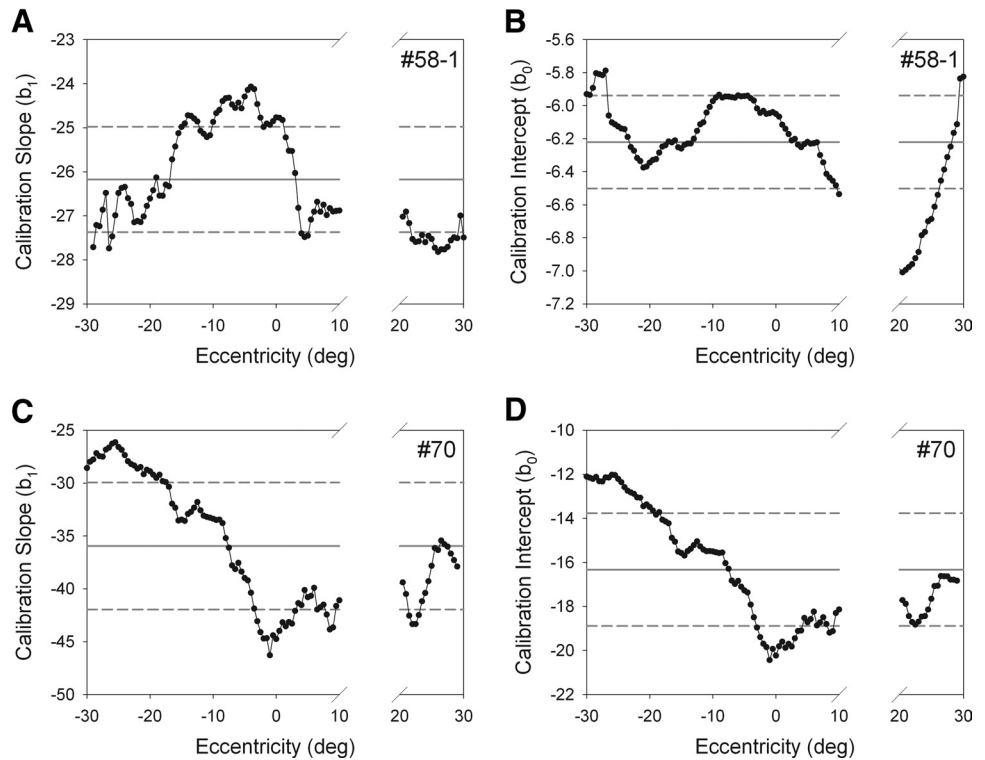 A
Calibration Slope (b1)
-23
-24
-25
-26
-27
-28
-29
#58-1
-30 -20 -10 0 10 20 30
Eccentricity (deg)
B
Calibration Intercept (b0)
-5.6
-5.8
-6.0
-6.2
-6.4
-6.6
-6.8
-7.0
-7.2
#58-1
-30 -20 -10 0 10 20 30
Eccentricity (deg)
C
Calibration Slope (b1)
-25
-30
-35
-40
-45
-50
#70
-30 -20 -10 0 10 20 30
Eccentricity (deg)
D
Calibration Intercept (b0)
-10
-12
-14
-16
-18
-20
-22
#70
-30 -20 -10 0 10 20 30
Eccentricity (deg)